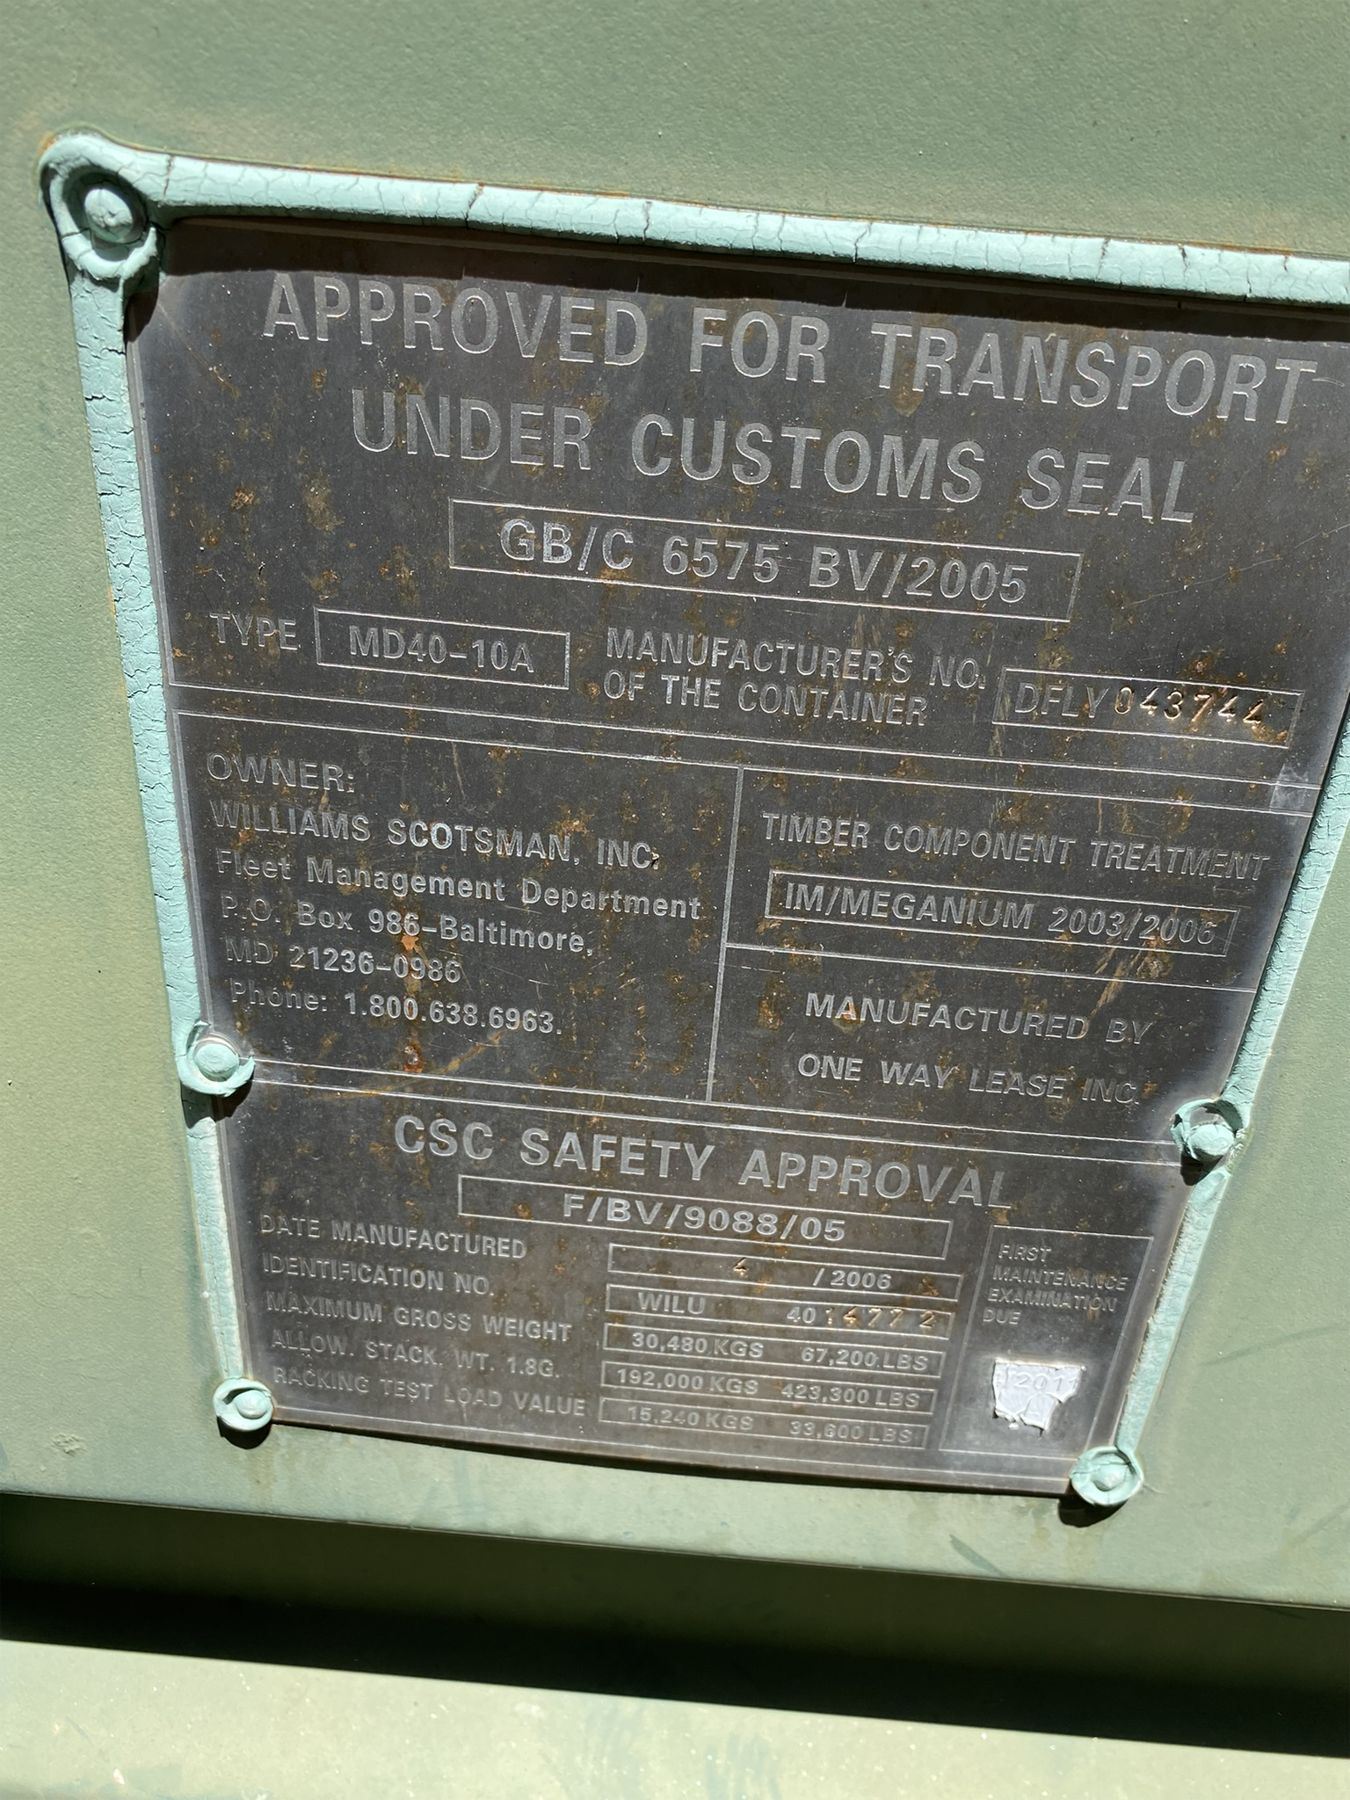 APPROVED FOR TRANSPORT
UNDER CUSTOMS SEAL
GB/C 6575 BV/2005
TYPE MD40-10A
MANUFACTURER'S NO.
OF THE CONTAINER
DFLY 043744
OWNER:
WILLIAMS SCOTSMAN, INC.
Fleet Management Department
P.O. Box 986-Baltimore,
MD 21236-0986
Phone: 1.800.638.6963.
TIMBER COMPONENT TREATMENT
IM/MEGANIUM 2003/2006
MANUFACTURED BY
ONE WAY LEASE INC.
CSC SAFETY APPROVAL
F/BV/9088/05
DATE MANUFACTURED 4 / 2006
IDENTIFICATION NO. WILU 4014772
MAXIMUM GROSS WEIGHT 30,480 KGS 67,200 LBS
ALLOW. STACK. WT. 1.8G. 192,000 KGS 423,300 LBS
RACKING TEST LOAD VALUE 15,240 KGS 33,600 LBS
FIRST
MAINTENANCE
EXAMINATION
DUE